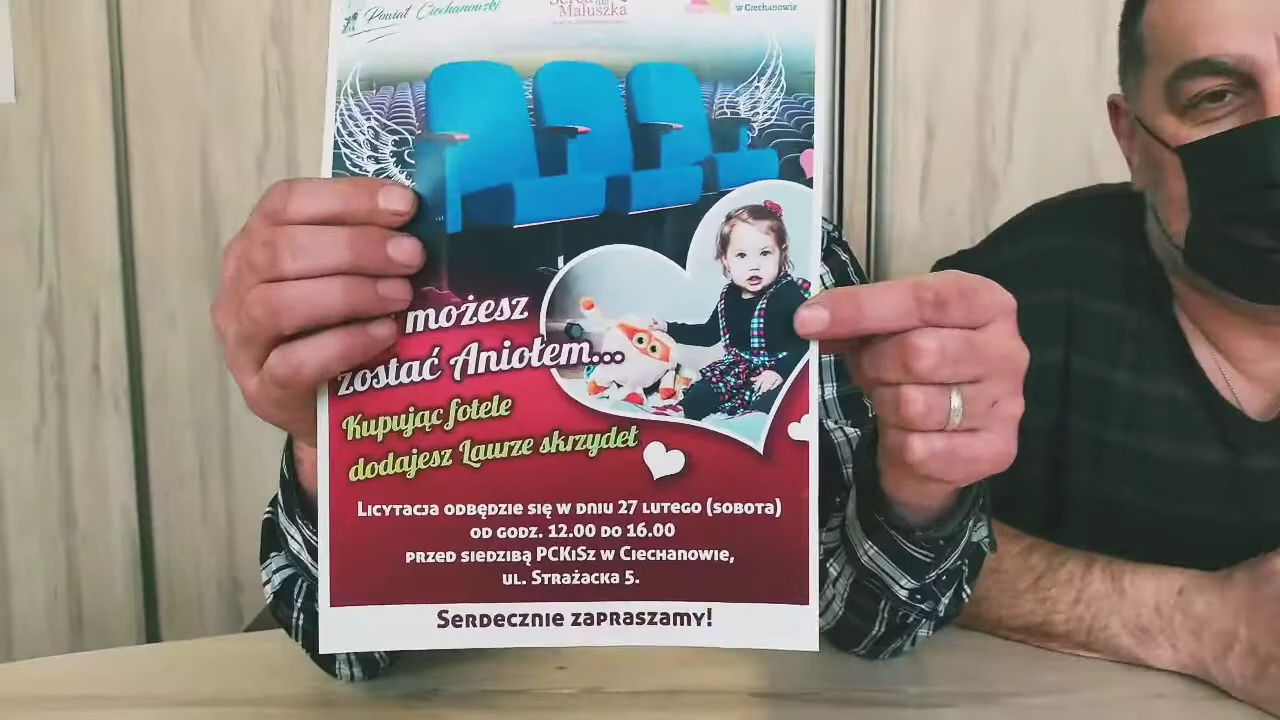 Powiat Ciechanowski
Maluszka
w Ciechanowie
możesz
zostać Aniołem...
Kupując fotele
dodajesz Laurze skrzydeł
Licytacja odbędzie się w dniu 27 lutego (sobota)
od godz. 12.00 do 16.00
przed siedzibą PCKiSz w Ciechanowie,
ul. Strażacka 5.
Serdecznie zapraszamy!